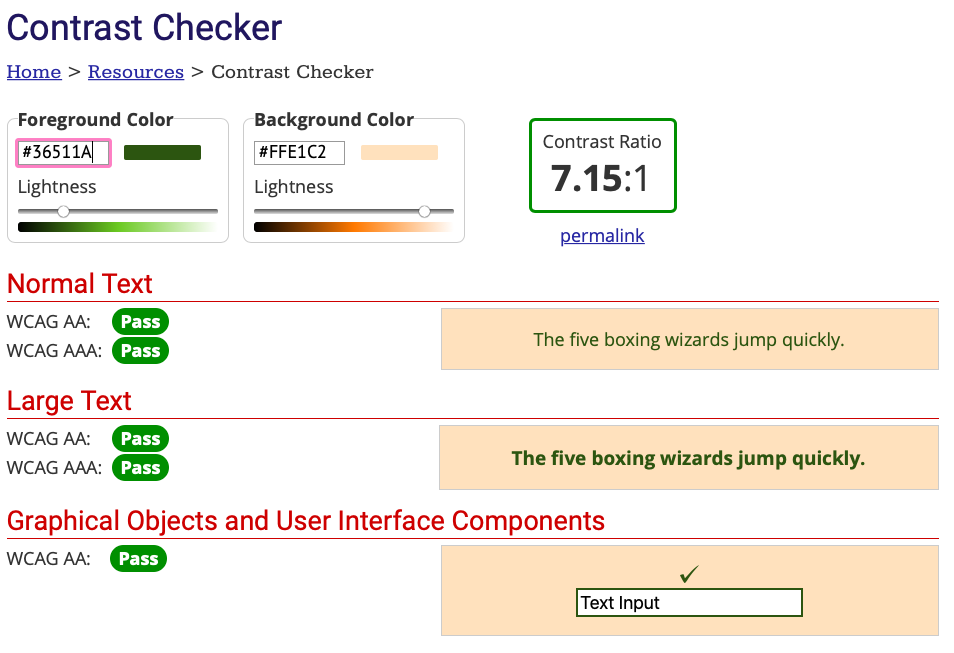 Contrast Checker
Home > Resources > Contrast Checker
Foreground Color
#36511A
Lightness
Background Color
#FFE1C2
Lightness
Contrast Ratio
7.15:1
permalink
Normal Text
WCAG AA: Pass
WCAG AAA: Pass
The five boxing wizards jump quickly.
Large Text
WCAG AA: Pass
WCAG AAA: Pass
The five boxing wizards jump quickly.
Graphical Objects and User Interface Components
WCAG AA: Pass
✓
Text Input